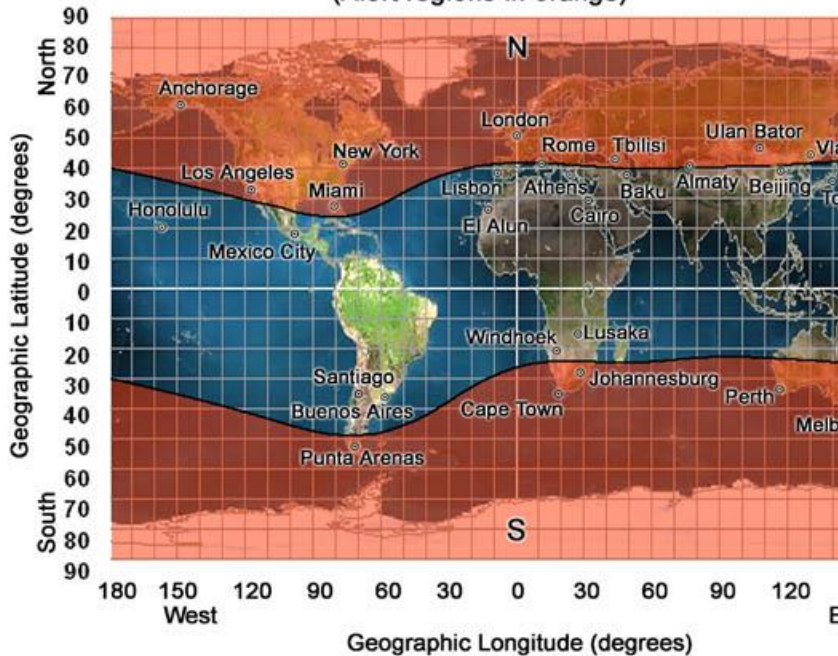 90
80
70
60
50
40
30
20
10
0
10
20
30
40
50
60
70
80
90
North
South
Geographic Latitude (degrees)
N
Anchorage
London
Ulan Bator
Rome
Tbilisi
New York
Los Angeles
Miami
Lisbon
Athens
Baku
Almaty
Beijing
Honolulu
Cairo
El Alun
Mexico City
Windhoek
Lusaka
Santiago
Johannesburg
Buenos Aires
Cape Town
Perth
Melb
Punta Arenas
S
180 150 120 90 60 30 0 30 60 90 120
West
Geographic Longitude (degrees)